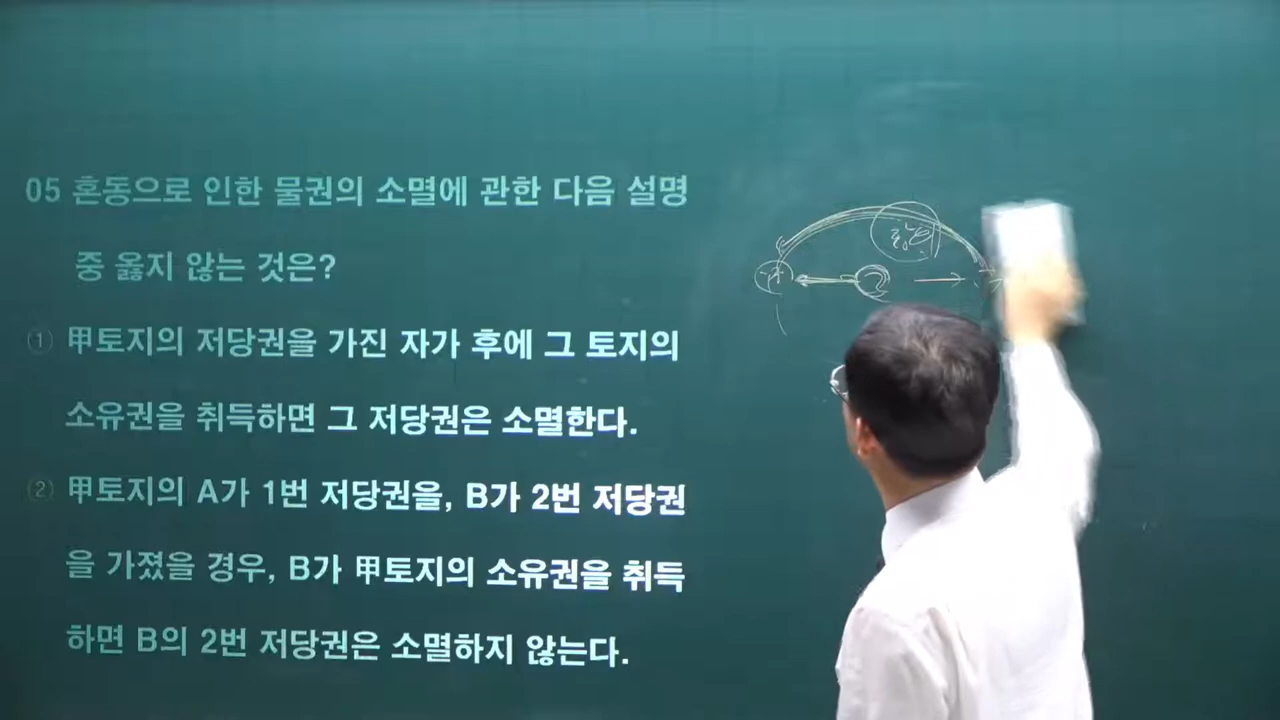 05 혼동으로 인한 물권의 소멸에 관한 다음 설명
중 옳지 않는 것은?
① 甲토지의 저당권을 가진 자가 후에 그 토지의
소유권을 취득하면 그 저당권은 소멸한다.
② 甲토지의 A가 1번 저당권을, B가 2번 저당권
을 가졌을 경우, B가 甲토지의 소유권을 취득
하면 B의 2번 저당권은 소멸하지 않는다.